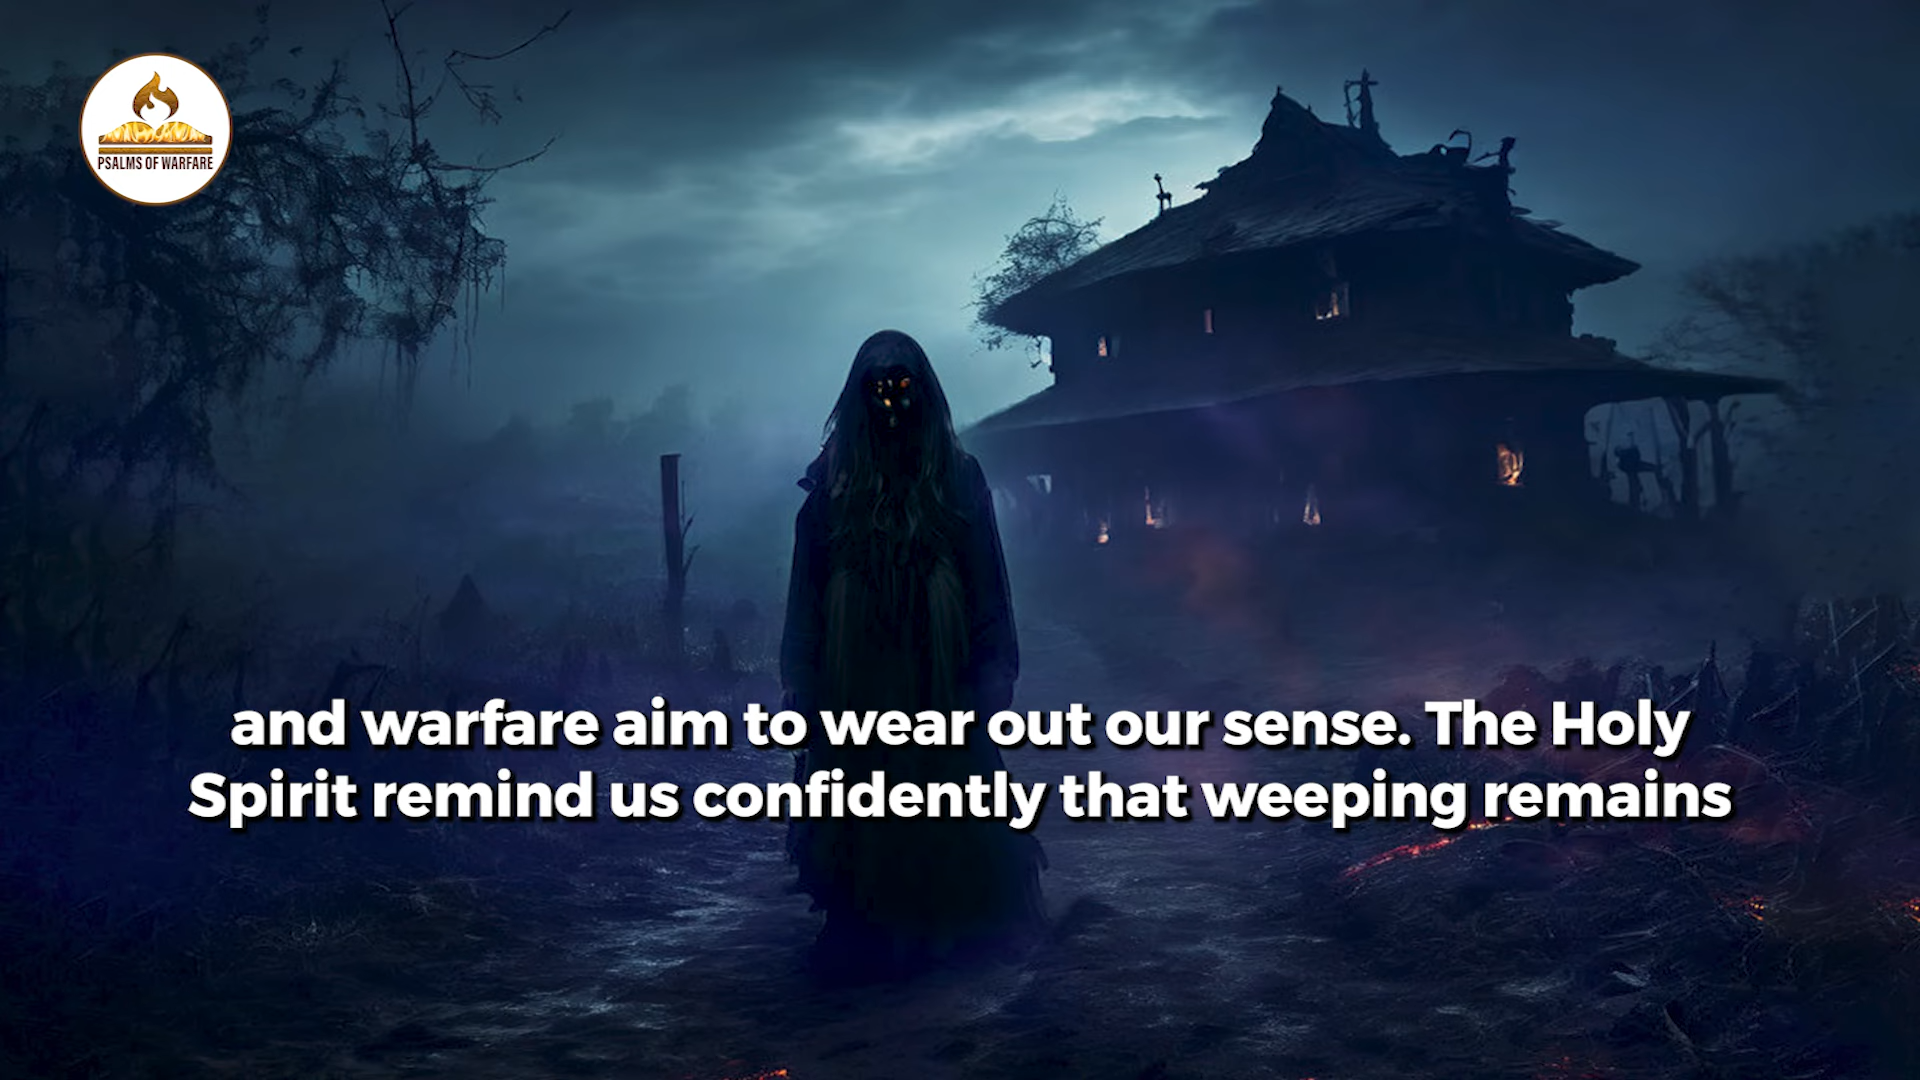 PSALMS OF WARFARE
and warfare aim to wear out our sense. The Holy
Spirit remind us confidently that weeping remains